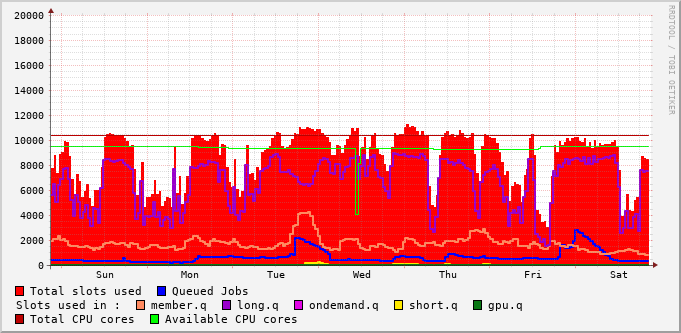 20000
18000
16000
14000
12000
10000
8000
6000
4000
2000
0
Sun Mon Tue Wed Thu Fri Sat
RRDTOOL / TOBI OETIKER
Total slots used Queued Jobs
Slots used in : member.q long.q ondemand.q short.q gpu.q
Total CPU cores Available CPU cores